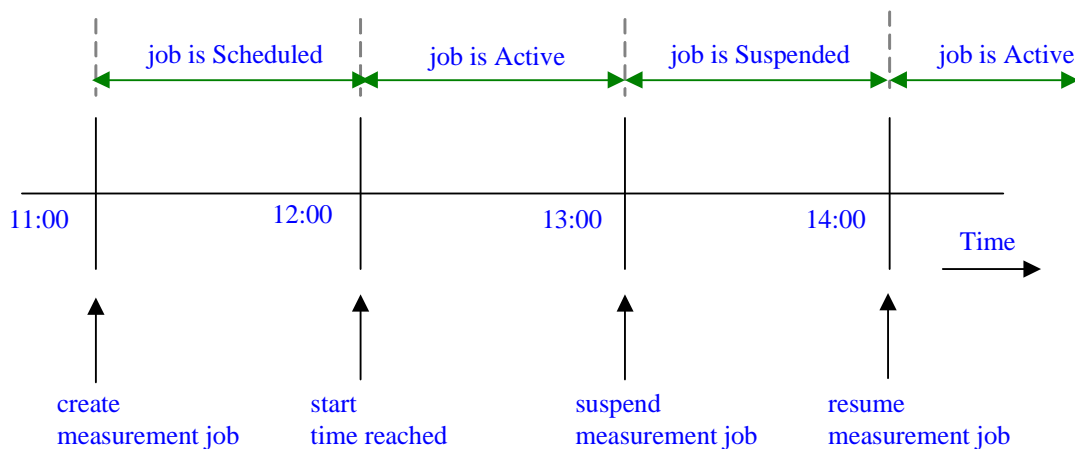 job is Scheduled
job is Active
job is Suspended
job is Active
11:00
12:00
13:00
14:00
Time
create
measurement job
start
time reached
suspend
measurement job
resume
measurement job